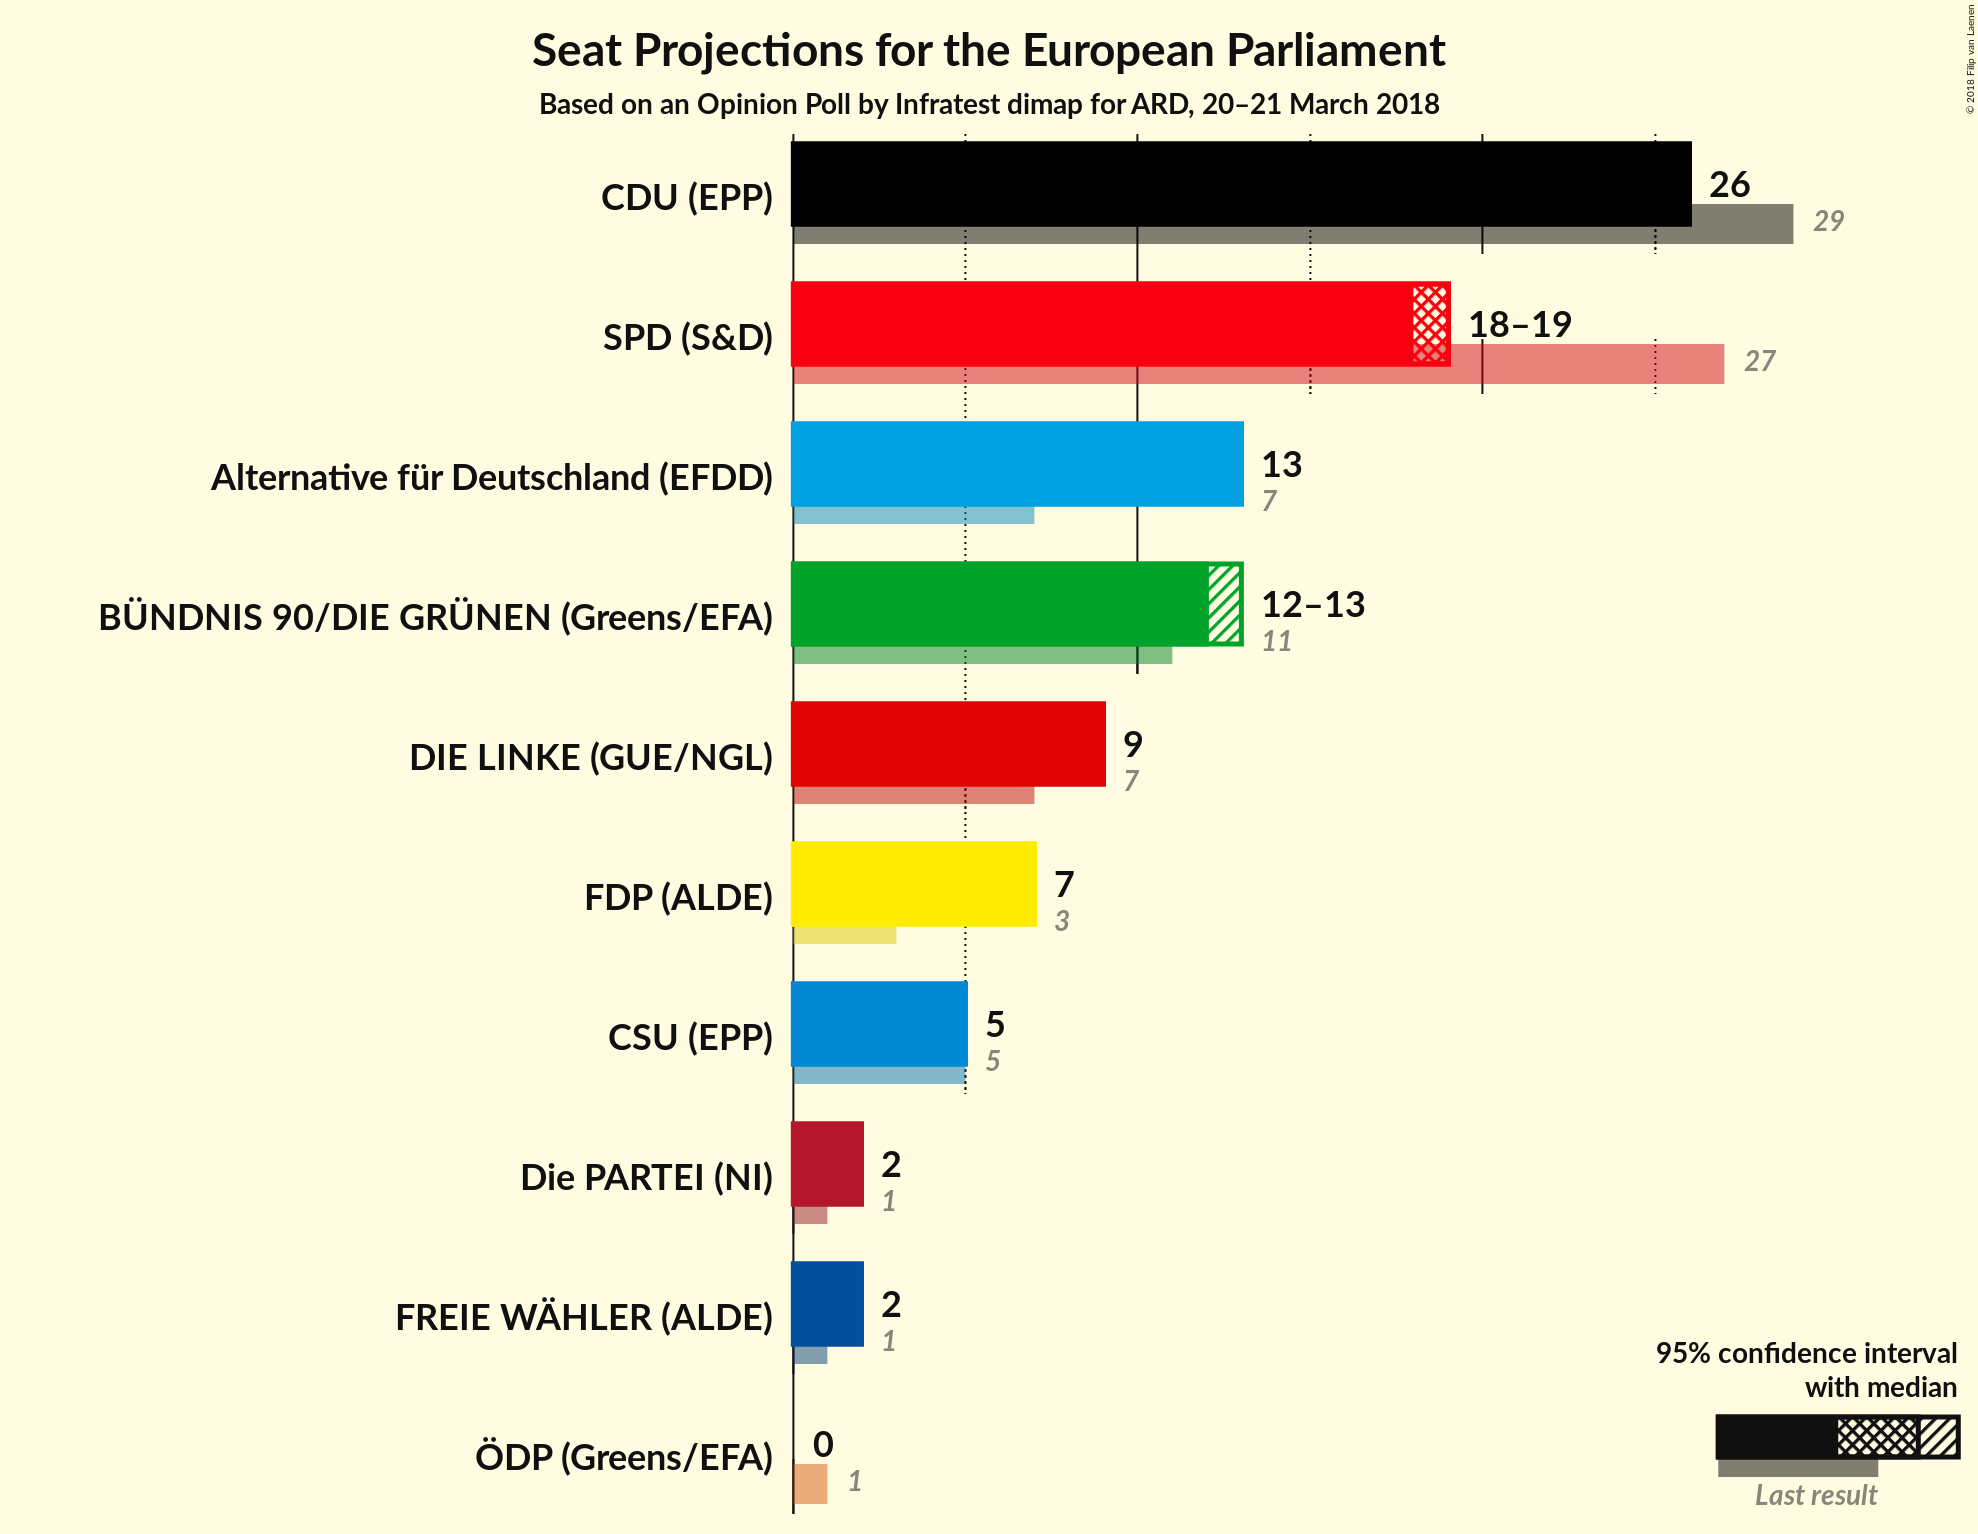 Seat Projections for the European Parliament
Based on an Opinion Poll by Infratest dimap for ARD, 20–21 March 2018
© 2018 Filip van Laenen
CDU (EPP)
26
29
SPD (S&D)
18–19
27
Alternative für Deutschland (EFDD)
13
7
BÜNDNIS 90/DIE GRÜNEN (Greens/EFA)
12–13
11
DIE LINKE (GUE/NGL)
9
7
FDP (ALDE)
7
3
CSU (EPP)
5
5
Die PARTEI (NI)
2
1
FREIE WÄHLER (ALDE)
2
1
ÖDP (Greens/EFA)
0
1
95% confidence interval
with median
Last result